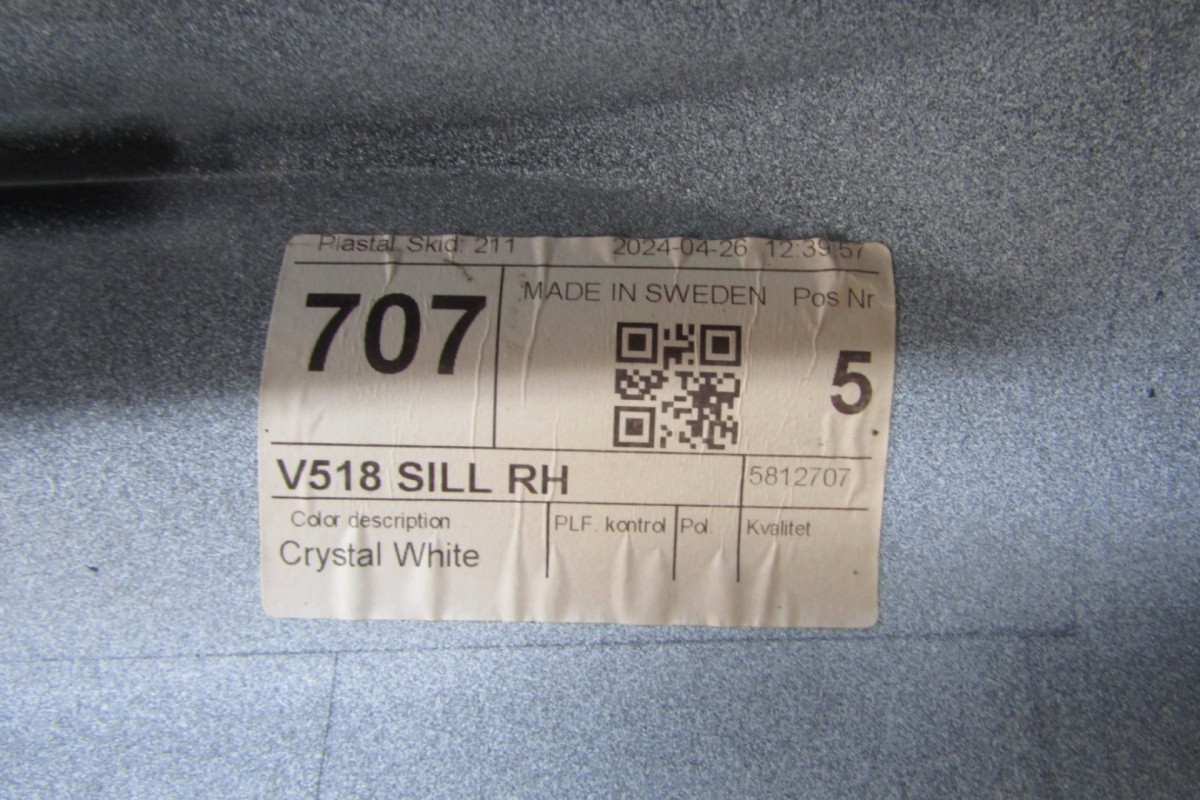 Plastal Skid: 211 2024-04-26 12:39:57
707 MADE IN SWEDEN Pos Nr
5
V518 SILL RH 5812707
Color description PLF. kontrol Pol. Kvalitet
Crystal White